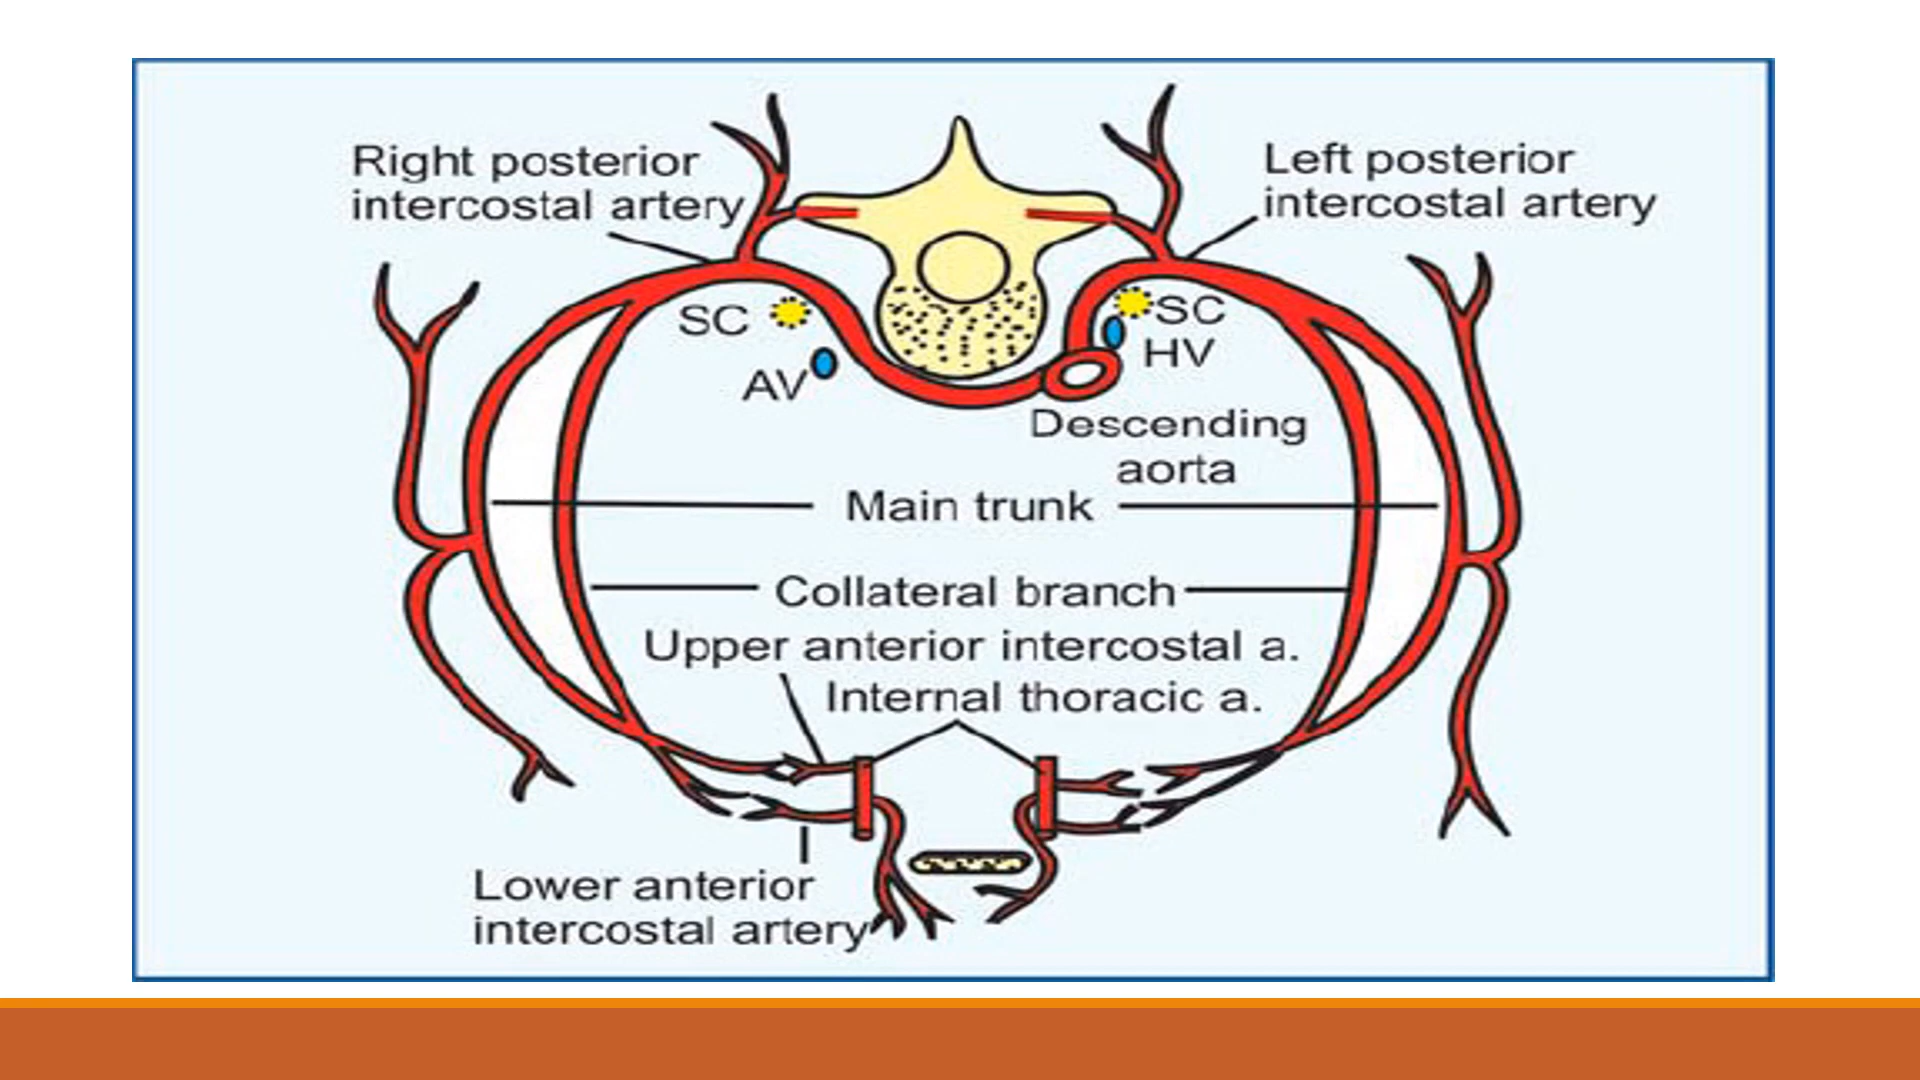 Right posterior
intercostal artery
Left posterior
intercostal artery
SC
SC
AV
HV
Descending
aorta
Main trunk
Collateral branch
Upper anterior intercostal a.
Internal thoracic a.
Lower anterior
intercostal artery